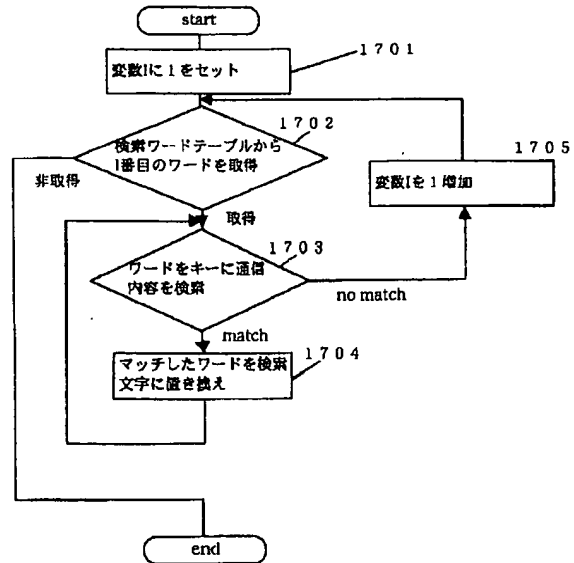 start
変数Iに1をセット
1701
検索ワードテーブルから
I番目のワードを取得
1702
非取得
取得
変数Iを1増加
1705
ワードをキーに通信
内容を検索
1703
no match
match
マッチしたワードを検索
文字に置き換え
1704
end